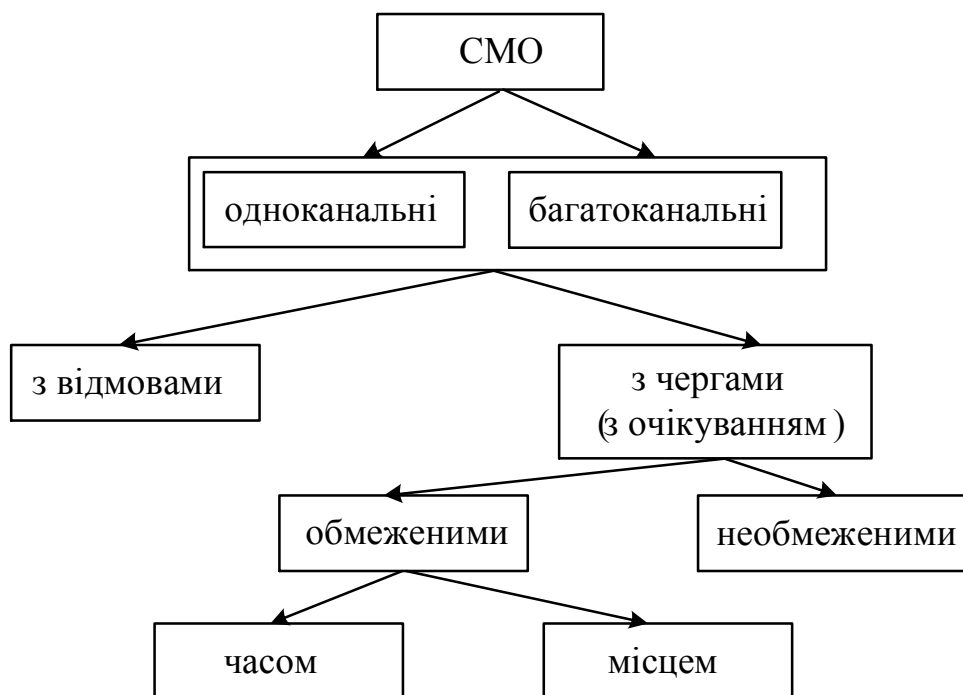 СМО
одноканальні
багатоканальні
з відмовами
з чергами
(з очікуванням )
обмеженими
необмеженими
часом
місцем